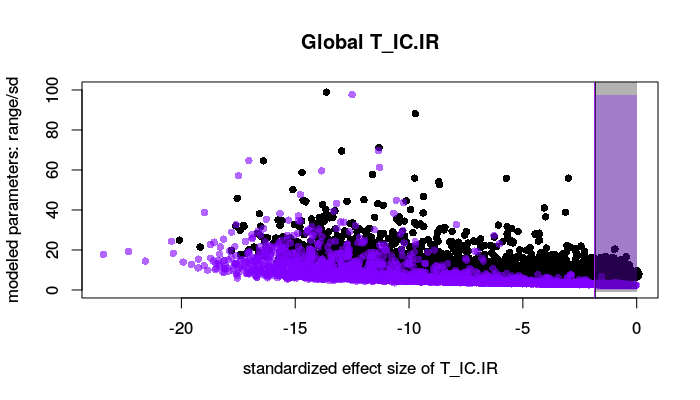 Global T_IC.IR
modeled parameters: range/sd
100
80
60
40
20
0
-20 -15 -10 -5 0
standardized effect size of T_IC.IR